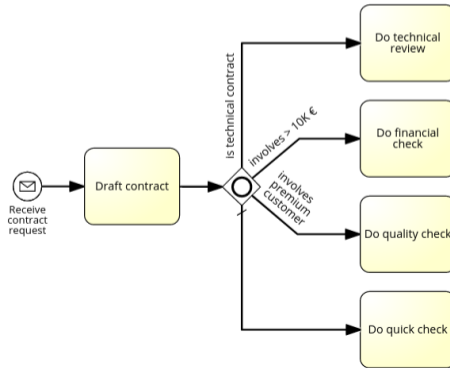 Do technical
review
is technical contract
involves > 10K €
Do financial
check
Draft contract
Receive
contract
request
involves
premium
customer
Do quality check
Do quick check